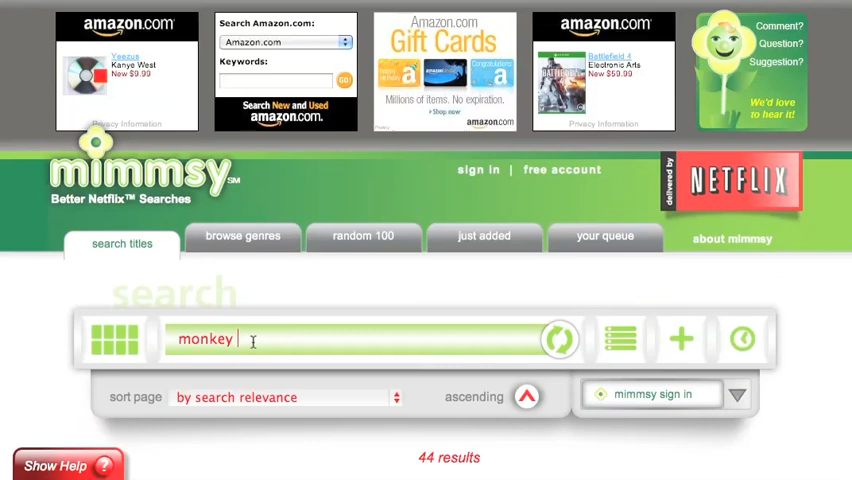 amazon.com
Yeezus
Kanye West
New $9.99
Privacy Information
Search Amazon.com:
Amazon.com
Keywords:
GO!
Search New and Used
amazon.com.
Amazon.com
Gift Cards
Millions of items. No expiration.
Shop now
Privacy
amazon.com
amazon.com
Battlefield 4
Electronic Arts
New $59.99
Privacy Information
Comment?
Question?
Suggestion?
We'd love
to hear it!
mimmsy SM
Better Netflix™ Searches
sign in | free account
delivered by
NETFLIX
search titles
browse genres
random 100
just added
your queue
about mimmsy
search
monkey
sort page
by search relevance
ascending
mimmsy sign in
Show Help ?
44 results